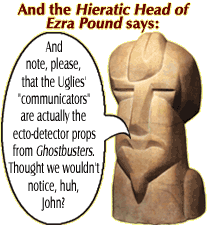 And the Hieratic Head of
Ezra Pound says:
And
note, please,
that the Uglies'
"communicators"
are actually the
ecto-detector props
from Ghostbusters.
Thought we wouldn't
notice, huh,
John?